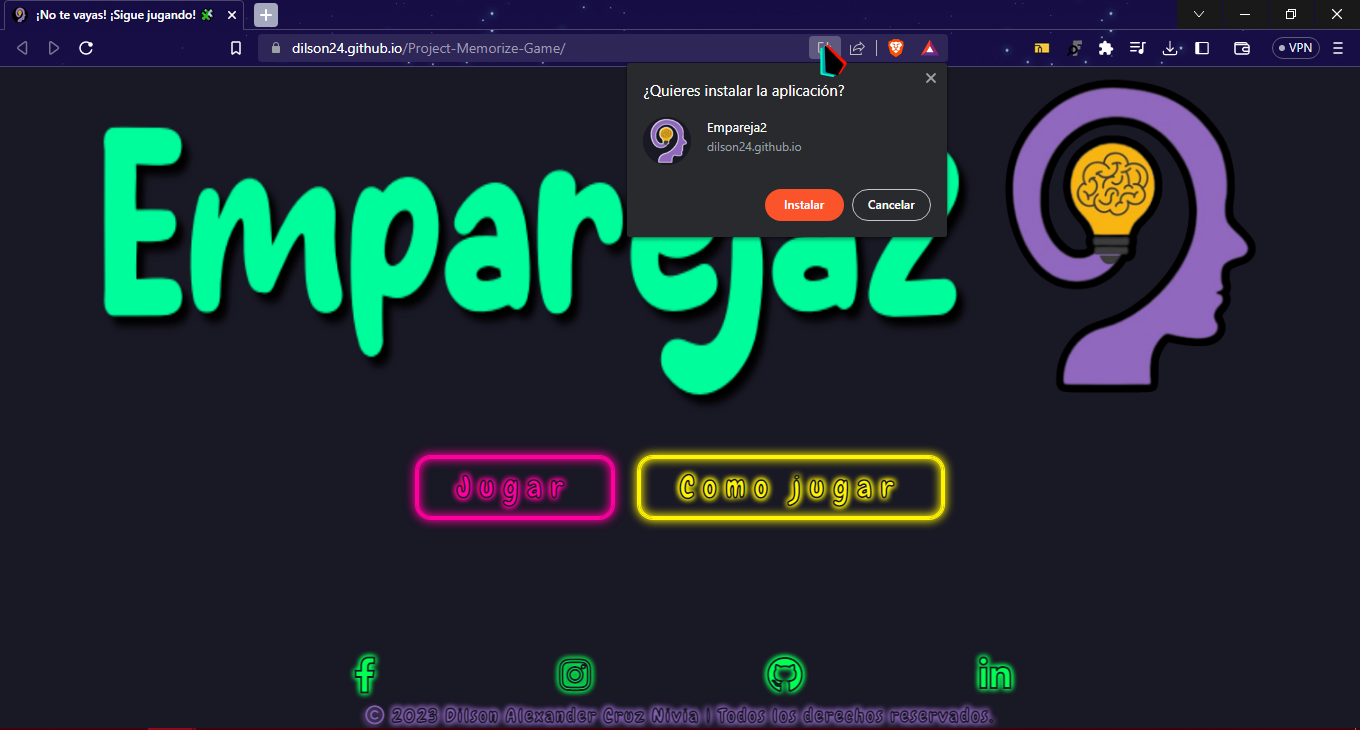 ¡No te vayas! ¡Sigue jugando!
dilson24.github.io/Project-Memorize-Game/
VPN
¿Quieres instalar la aplicación?
Empareja2
dilson24.github.io
Instalar
Cancelar
Empareja2
Jugar
Como jugar
© 2023 Dilson Alexander Cruz Nivia | Todos los derechos reservados.